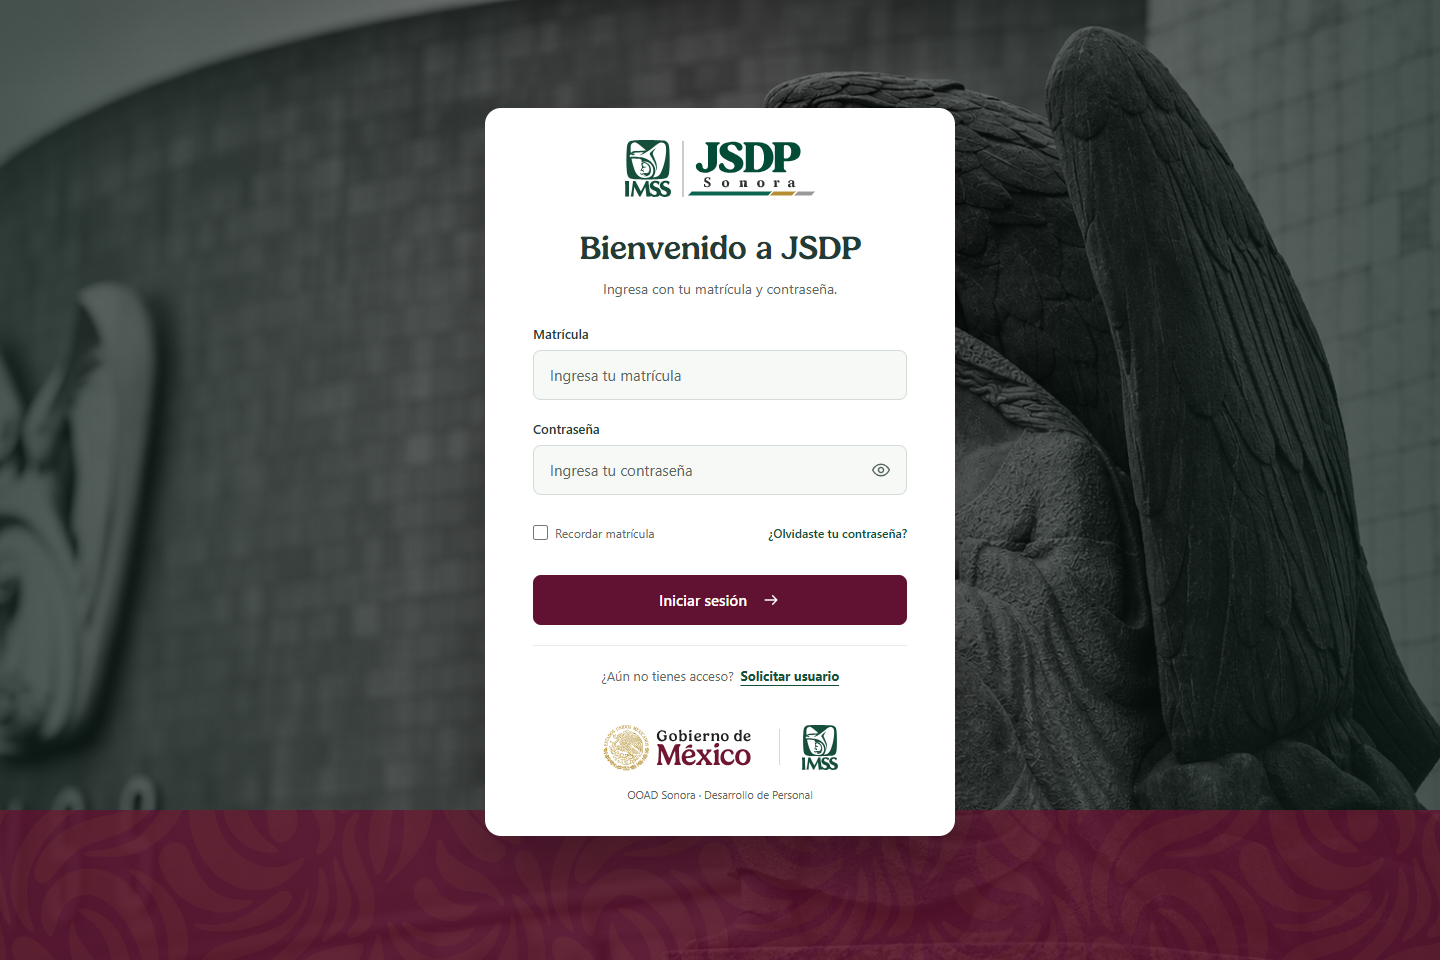 IMSS
JSDP
Sonora
Bienvenido a JSDP
Ingresa con tu matrícula y contraseña.
Matrícula
Ingresa tu matrícula
Contraseña
Ingresa tu contraseña
Recordar matrícula
¿Olvidaste tu contraseña?
Iniciar sesión
¿Aún no tienes acceso? Solicitar usuario
Gobierno de
México
IMSS
OOAD Sonora - Desarrollo de Personal